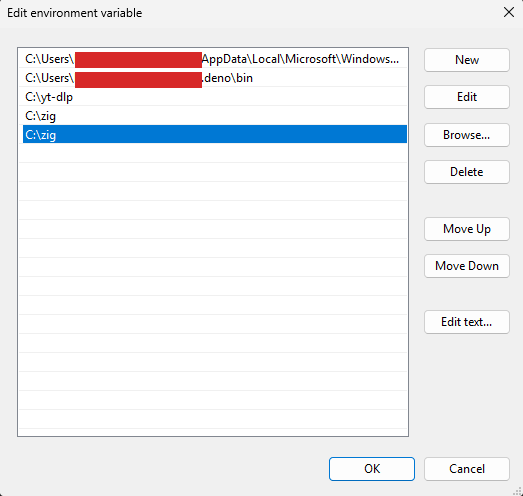 Edit environment variable
C:\Users\ AppData\Local\Microsoft\Windows...
C:\Users\ .deno\bin
C:\yt-dlp
C:\zig
C:\zig
New
Edit
Browse...
Delete
Move Up
Move Down
Edit text...
OK
Cancel